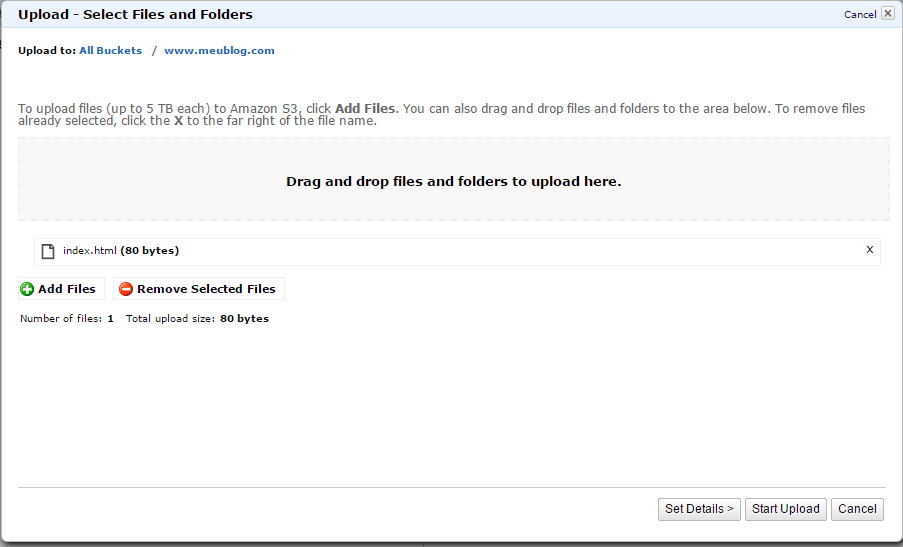 Upload - Select Files and Folders
Cancel X
Upload to: All Buckets / www.meublog.com
To upload files (up to 5 TB each) to Amazon S3, click Add Files. You can also drag and drop files and folders to the area below. To remove files
already selected, click the X to the far right of the file name.
Drag and drop files and folders to upload here.
index.html (80 bytes) X
Add Files Remove Selected Files
Number of files: 1 Total upload size: 80 bytes
Set Details > Start Upload Cancel